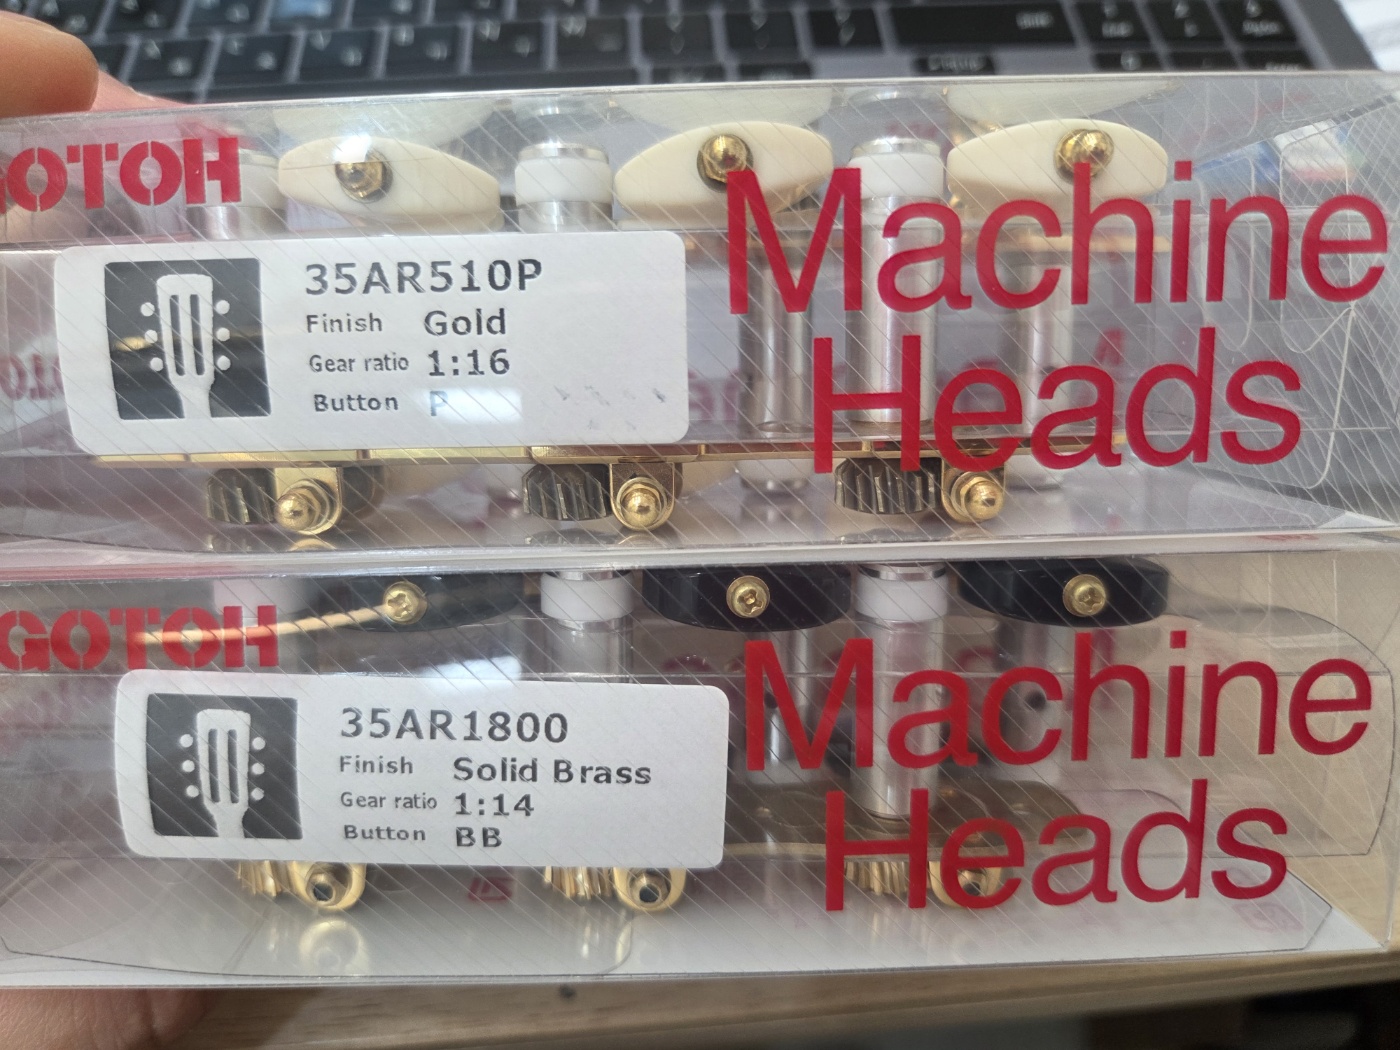 GOTOH
Machine
Heads
35AR510P
Finish Gold
Gear ratio 1:16
Button P
GOTOH
Machine
Heads
35AR1800
Finish Solid Brass
Gear ratio 1:14
Button BB